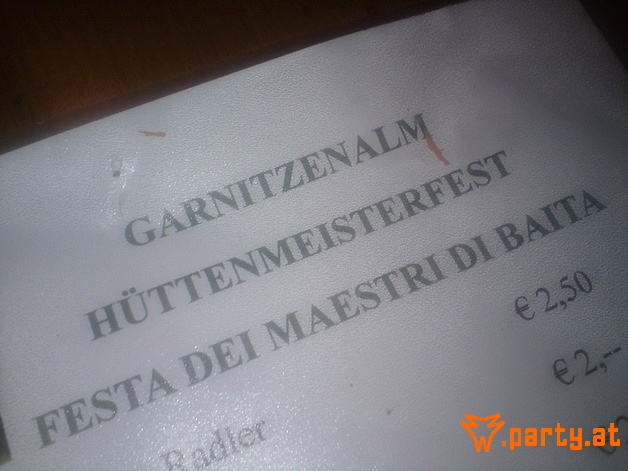 GARNITZENALM
HÜTTENMEISTERFEST
FESTA DEI MAESTRI DI BAITA
€ 2,50
Radler € 2,--
party.at